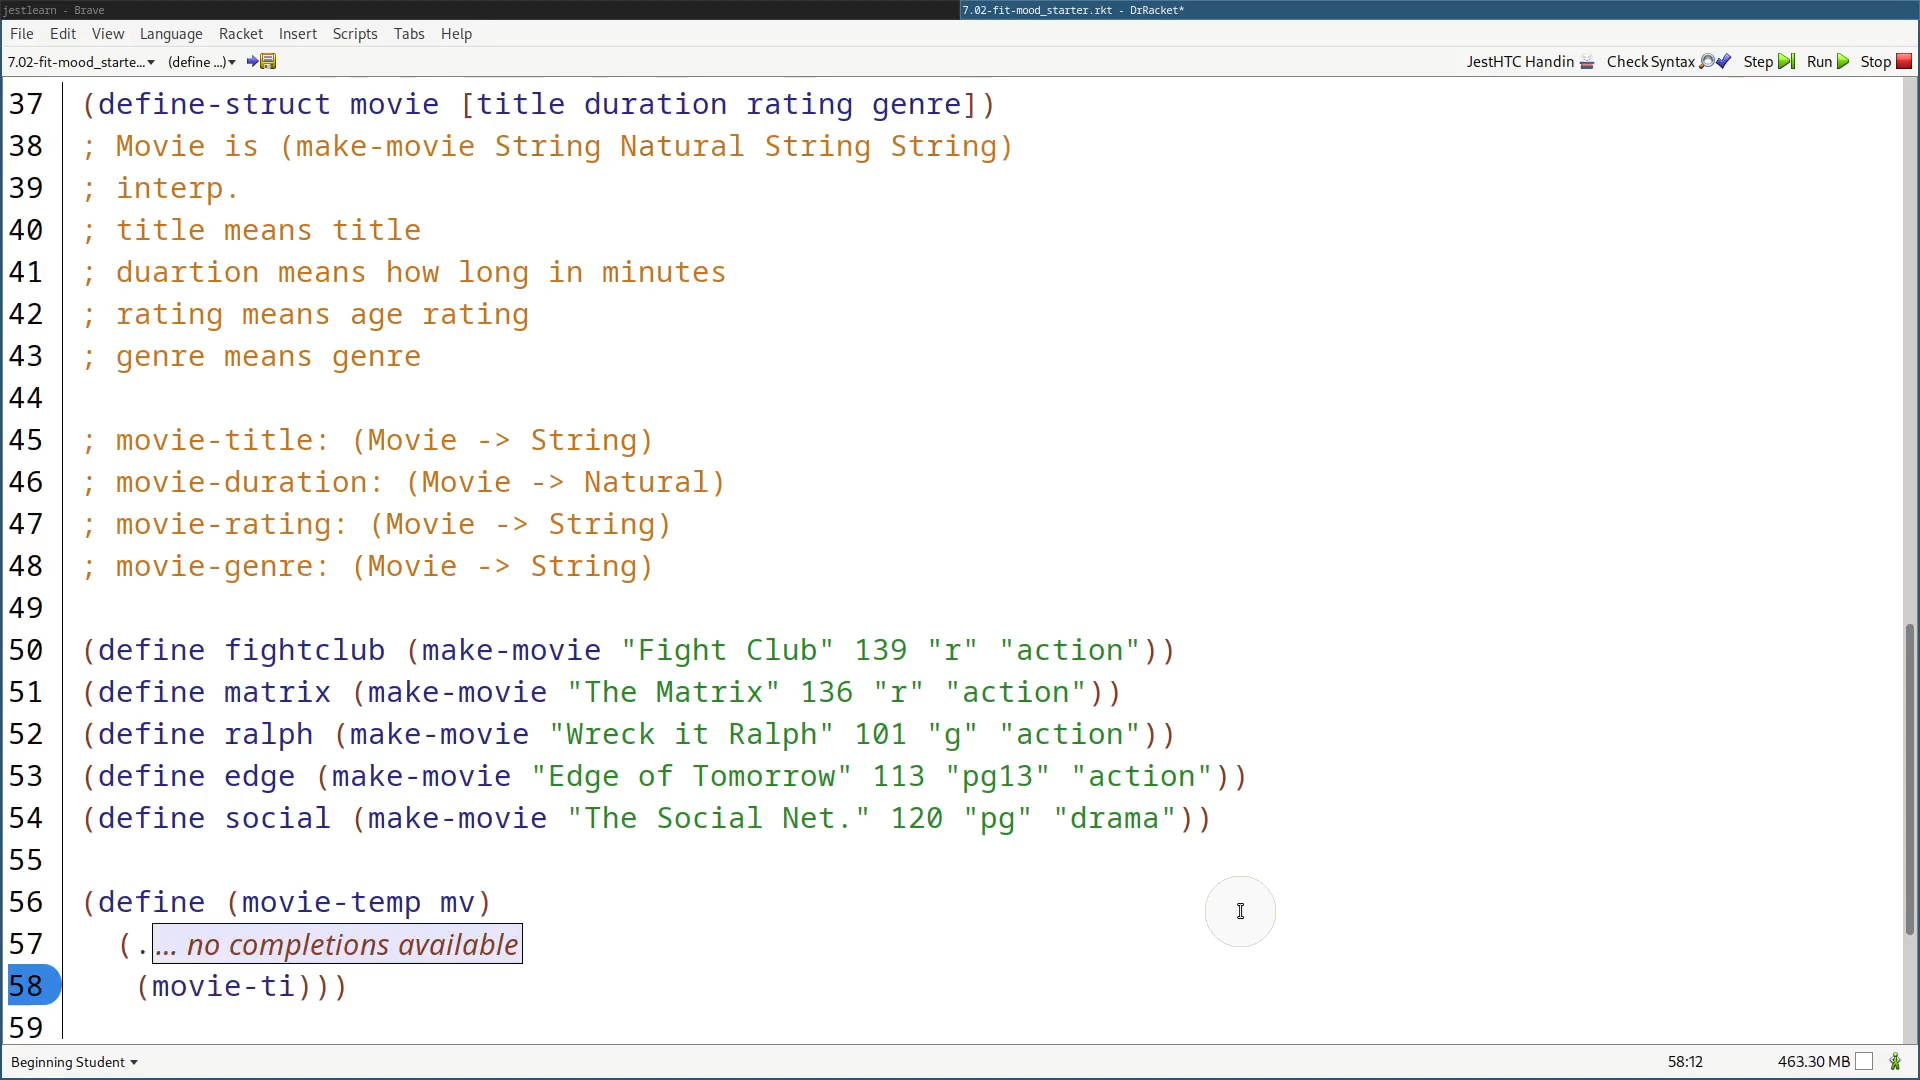 jestlearn - Brave
7.02-fit-mood_starter.rkt - DrRacket*
File Edit View Language Racket Insert Scripts Tabs Help
7.02-fit-mood_starte... (define ...) JestHTC Handin Check Syntax Step Run Stop
37 (define-struct movie [title duration rating genre])
38 ; Movie is (make-movie String Natural String String)
39 ; interp.
40 ; title means title
41 ; duartion means how long in minutes
42 ; rating means age rating
43 ; genre means genre
44
45 ; movie-title: (Movie -> String)
46 ; movie-duration: (Movie -> Natural)
47 ; movie-rating: (Movie -> String)
48 ; movie-genre: (Movie -> String)
49
50 (define fightclub (make-movie "Fight Club" 139 "r" "action"))
51 (define matrix (make-movie "The Matrix" 136 "r" "action"))
52 (define ralph (make-movie "Wreck it Ralph" 101 "g" "action"))
53 (define edge (make-movie "Edge of Tomorrow" 113 "pg13" "action"))
54 (define social (make-movie "The Social Net." 120 "pg" "drama"))
55
56 (define (movie-temp mv)
57 (. ... no completions available
58 (movie-ti)))
59
Beginning Student 58:12 463.30 MB